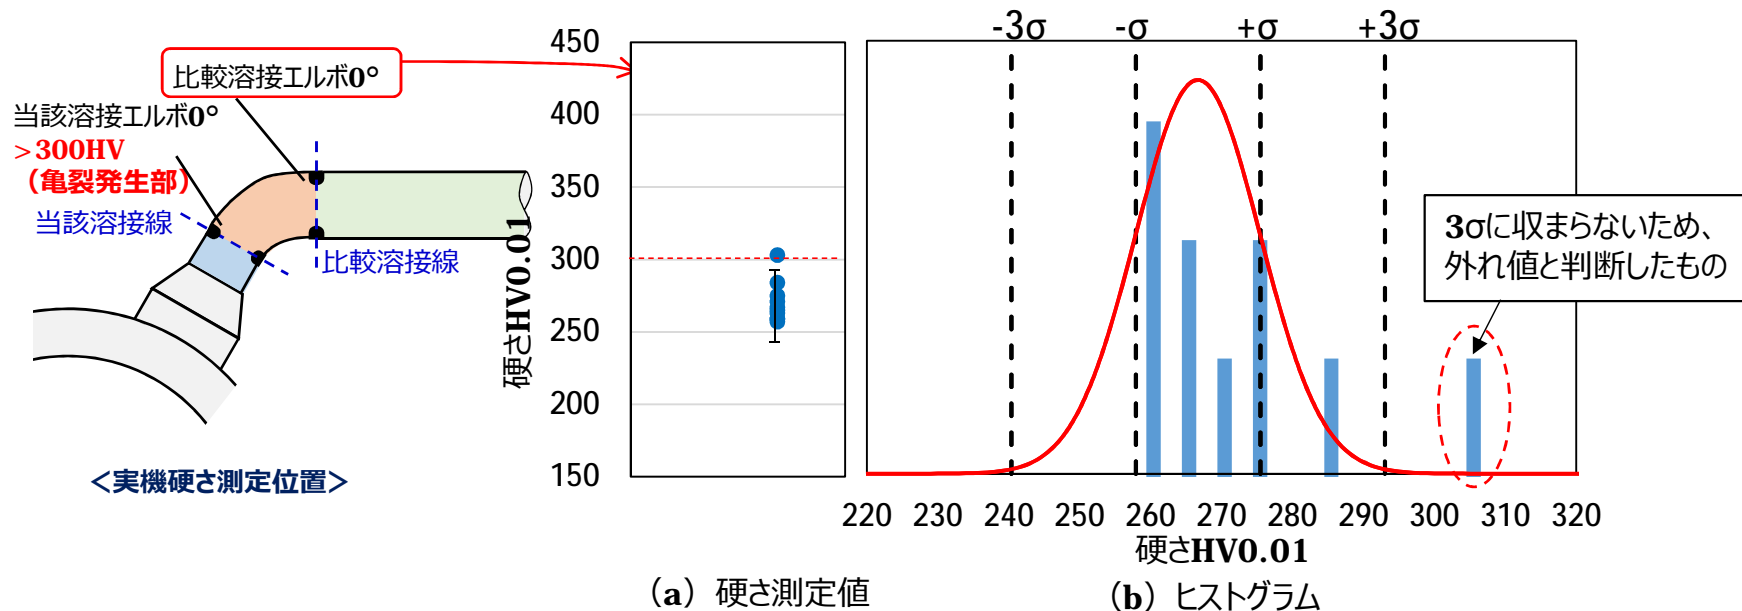 比較溶接エルボ0°
当該溶接エルボ0°
>300HV
（亀裂発生部）
当該溶接線
比較溶接線
＜実機硬さ測定位置＞
450
400
350
300
250
200
150
硬さHV0.01
（a）硬さ測定値
-3σ -σ +σ +3σ
3σに収まらないため、
外れ値と判断したもの
220 230 240 250 260 270 280 290 300 310 320
硬さHV0.01
（b）ヒストグラム